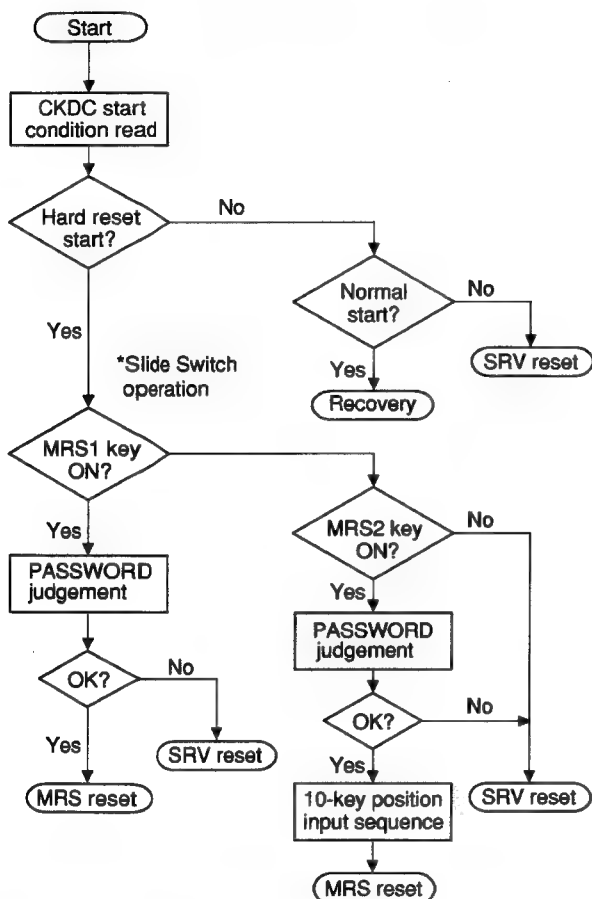 Start
CKDC start
condition read
Hard reset
start?
No
Normal
start?
No
Yes
*Slide Switch
operation
Yes
SRV reset
Recovery
MRS1 key
ON?
MRS2 key
ON?
No
Yes
PASSWORD
judgement
Yes
PASSWORD
judgement
OK?
No
OK?
No
Yes
SRV reset
Yes
MRS reset
10-key position
input sequence
SRV reset
MRS reset